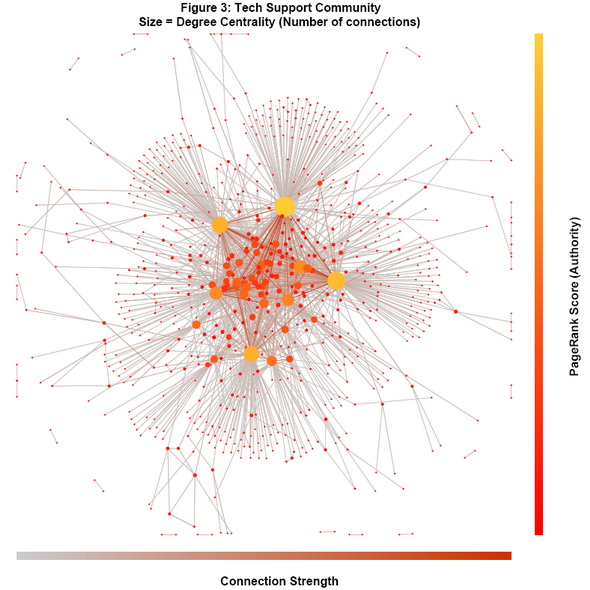 Figure 3: Tech Support Community
Size = Degree Centrality (Number of connections)
PageRank Score (Authority)
Connection Strength